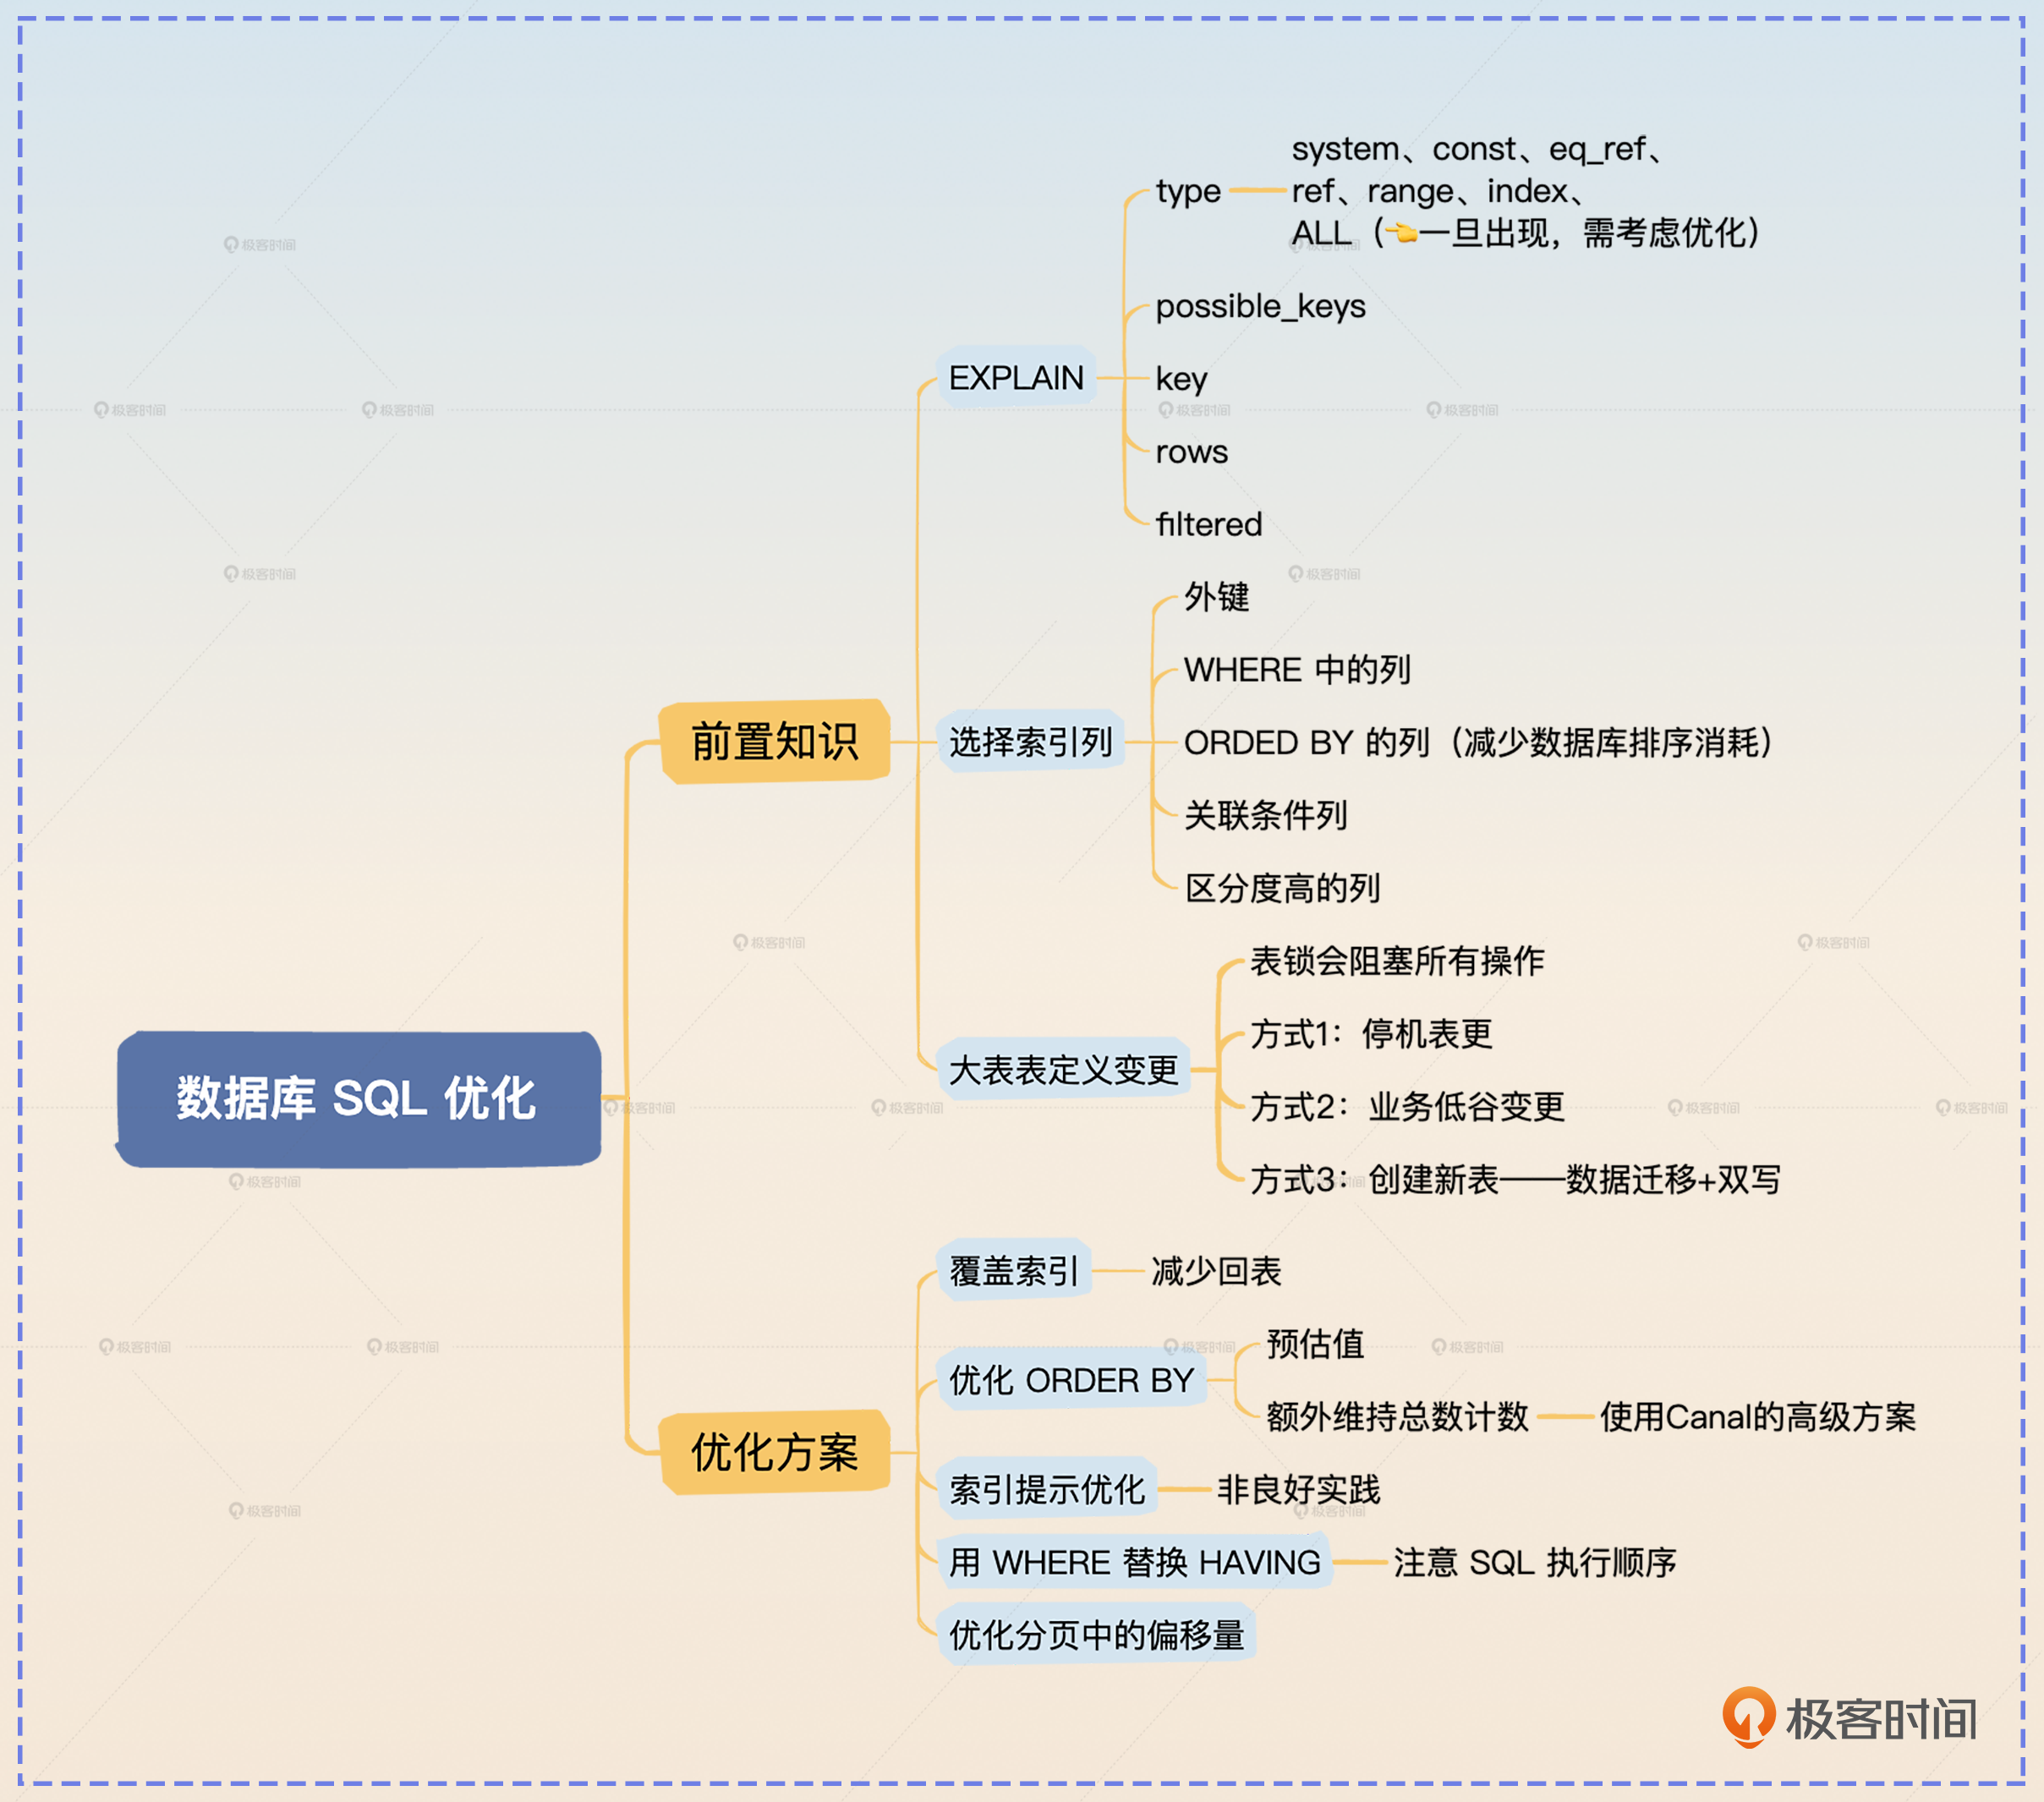 数据库 SQL 优化
前置知识
EXPLAIN
type
system、const、eq_ref、
ref、range、index、
ALL（👈一旦出现，需考虑优化）
possible_keys
key
rows
filtered
选择索引列
外键
WHERE 中的列
ORDED BY 的列（减少数据库排序消耗）
关联条件列
区分度高的列
大表表定义变更
表锁会阻塞所有操作
方式1：停机表更
方式2：业务低谷变更
方式3：创建新表——数据迁移+双写
优化方案
覆盖索引
减少回表
优化 ORDER BY
预估值
额外维持总数计数
使用Canal的高级方案
索引提示优化
非良好实践
用 WHERE 替换 HAVING
注意 SQL 执行顺序
优化分页中的偏移量
极客时间